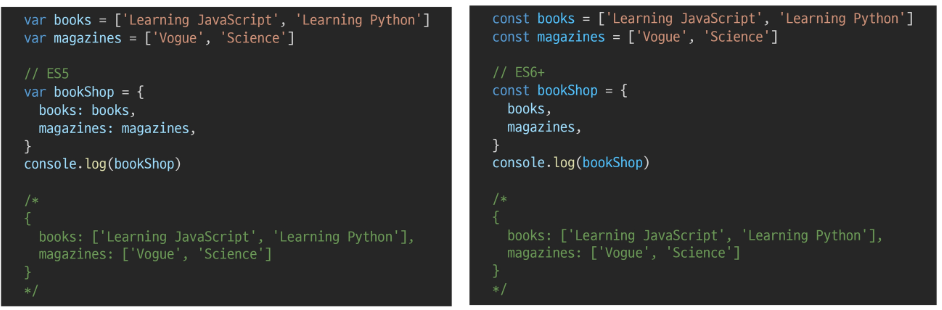 var books = ['Learning JavaScript', 'Learning Python']
var magazines = ['Vogue', 'Science']
// ES5
var bookShop = {
  books: books,
  magazines: magazines,
}
console.log(bookShop)
/*
{
  books: ['Learning JavaScript', 'Learning Python'],
  magazines: ['Vogue', 'Science']
}
*/
const books = ['Learning JavaScript', 'Learning Python']
const magazines = ['Vogue', 'Science']
// ES6+
const bookShop = {
  books,
  magazines,
}
console.log(bookShop)
/*
{
  books: ['Learning JavaScript', 'Learning Python'],
  magazines: ['Vogue', 'Science']
}
*/